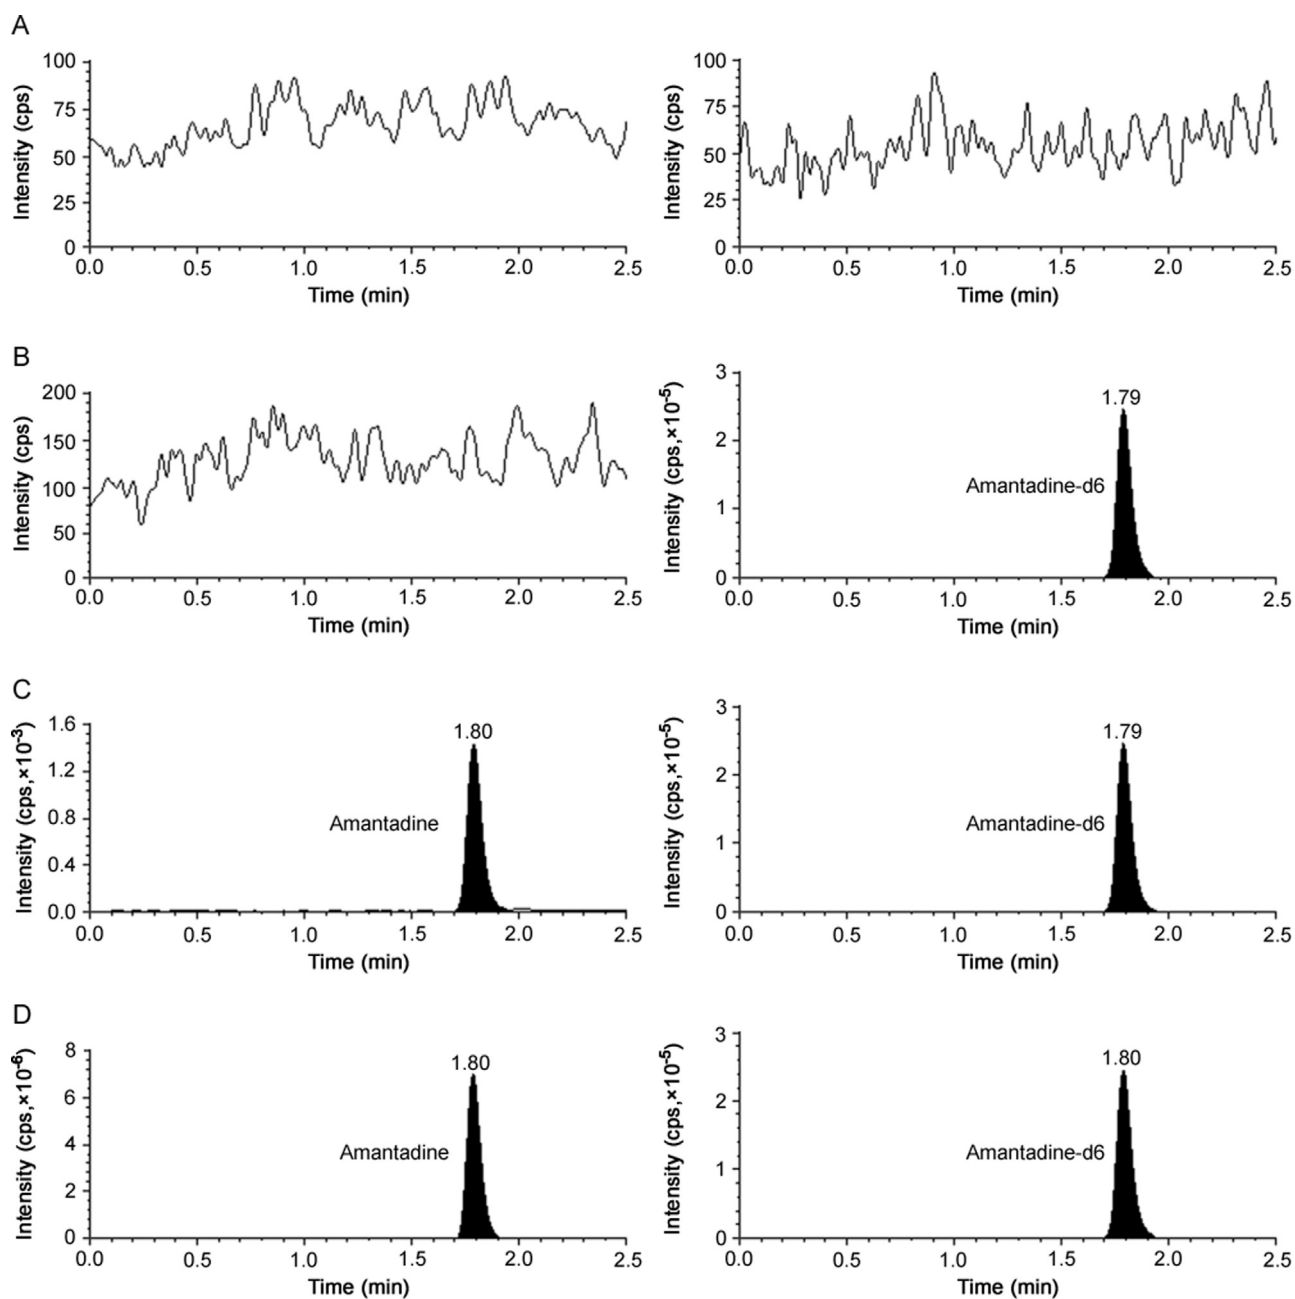 A
Intensity (cps)
100
75
50
25
0
0.0 0.5 1.0 1.5 2.0 2.5
Time (min)
Intensity (cps)
100
75
50
25
0
0.0 0.5 1.0 1.5 2.0 2.5
Time (min)
B
Intensity (cps)
200
150
100
50
0
0.0 0.5 1.0 1.5 2.0 2.5
Time (min)
Intensity (cps,×10⁻⁵)
3
2
1
0
1.79
Amantadine-d6
0.0 0.5 1.0 1.5 2.0 2.5
Time (min)
C
Intensity (cps,×10⁻³)
1.6
1.2
0.8
0.4
0.0
1.80
Amantadine
0.0 0.5 1.0 1.5 2.0 2.5
Time (min)
Intensity (cps,×10⁻⁵)
3
2
1
0
1.79
Amantadine-d6
0.0 0.5 1.0 1.5 2.0 2.5
Time (min)
D
Intensity (cps,×10⁻⁶)
8
6
4
2
0
1.80
Amantadine
0.0 0.5 1.0 1.5 2.0 2.5
Time (min)
Intensity (cps,×10⁻⁵)
3
2
1
0
1.80
Amantadine-d6
0.0 0.5 1.0 1.5 2.0 2.5
Time (min)